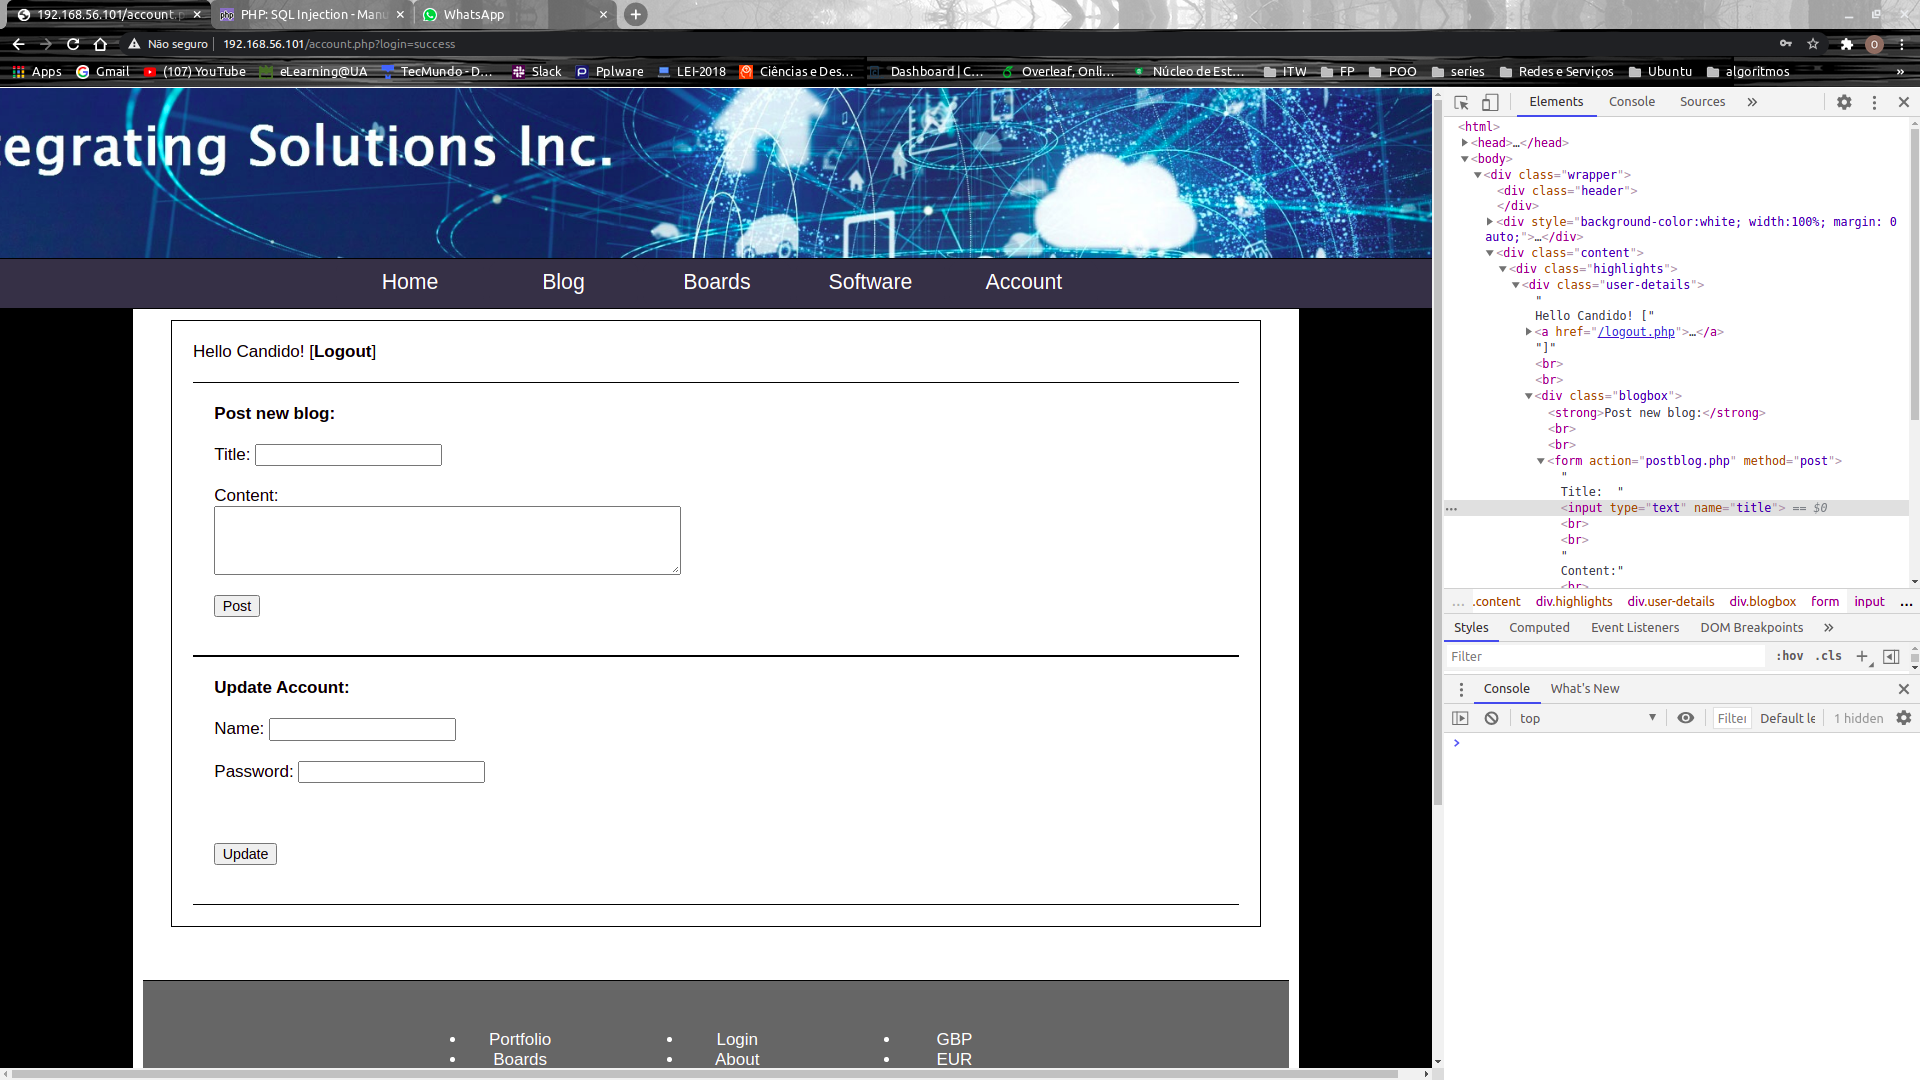 192.168.56.101/account.p
PHP: SQL Injection - Manu
WhatsApp
Não seguro
192.168.56.101/account.php?login=success
Apps
Gmail
(107) YouTube
eLearning@UA
TecMundo - D...
Slack
Pplware
LEI-2018
Ciências e Des...
Dashboard | C...
Overleaf, Onli...
Núcleo de Est...
ITW
FP
POO
series
Redes e Serviços
Ubuntu
algoritmos
»
tegrating Solutions Inc.
Home Blog Boards Software Account
Hello Candido! [Logout]
Post new blog:
Title:
Content:
Post
Update Account:
Name:
Password:
Update
Portfolio
Boards
Login
About
GBP
EUR
Elements Console Sources »
<html>
<head>…</head>
<body>
<div class="wrapper">
<div class="header">
</div>
<div style="background-color:white; width:100%; margin: 0
auto;">…</div>
<div class="content">
<div class="highlights">
<div class="user-details">
"
Hello Candido! ["
<a href="/logout.php">…</a>
"]"
<br>
<br>
<div class="blogbox">
<strong>Post new blog:</strong>
<br>
<br>
<form action="postblog.php" method="post">
"
Title:  "
<input type="text" name="title"> == $0
<br>
<br>
"
Content:"
<br>
... .content div.highlights div.user-details div.blogbox form input ...
Styles Computed Event Listeners DOM Breakpoints »
Filter :hov .cls +
Console What's New
top Filter Default le 1 hidden
>